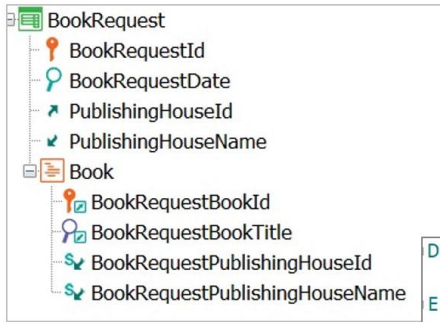 BookRequest
BookRequestId
BookRequestDate
PublishingHouseId
PublishingHouseName
Book
BookRequestBookId
BookRequestBookTitle
BookRequestPublishingHouseId
BookRequestPublishingHouseName
D
E